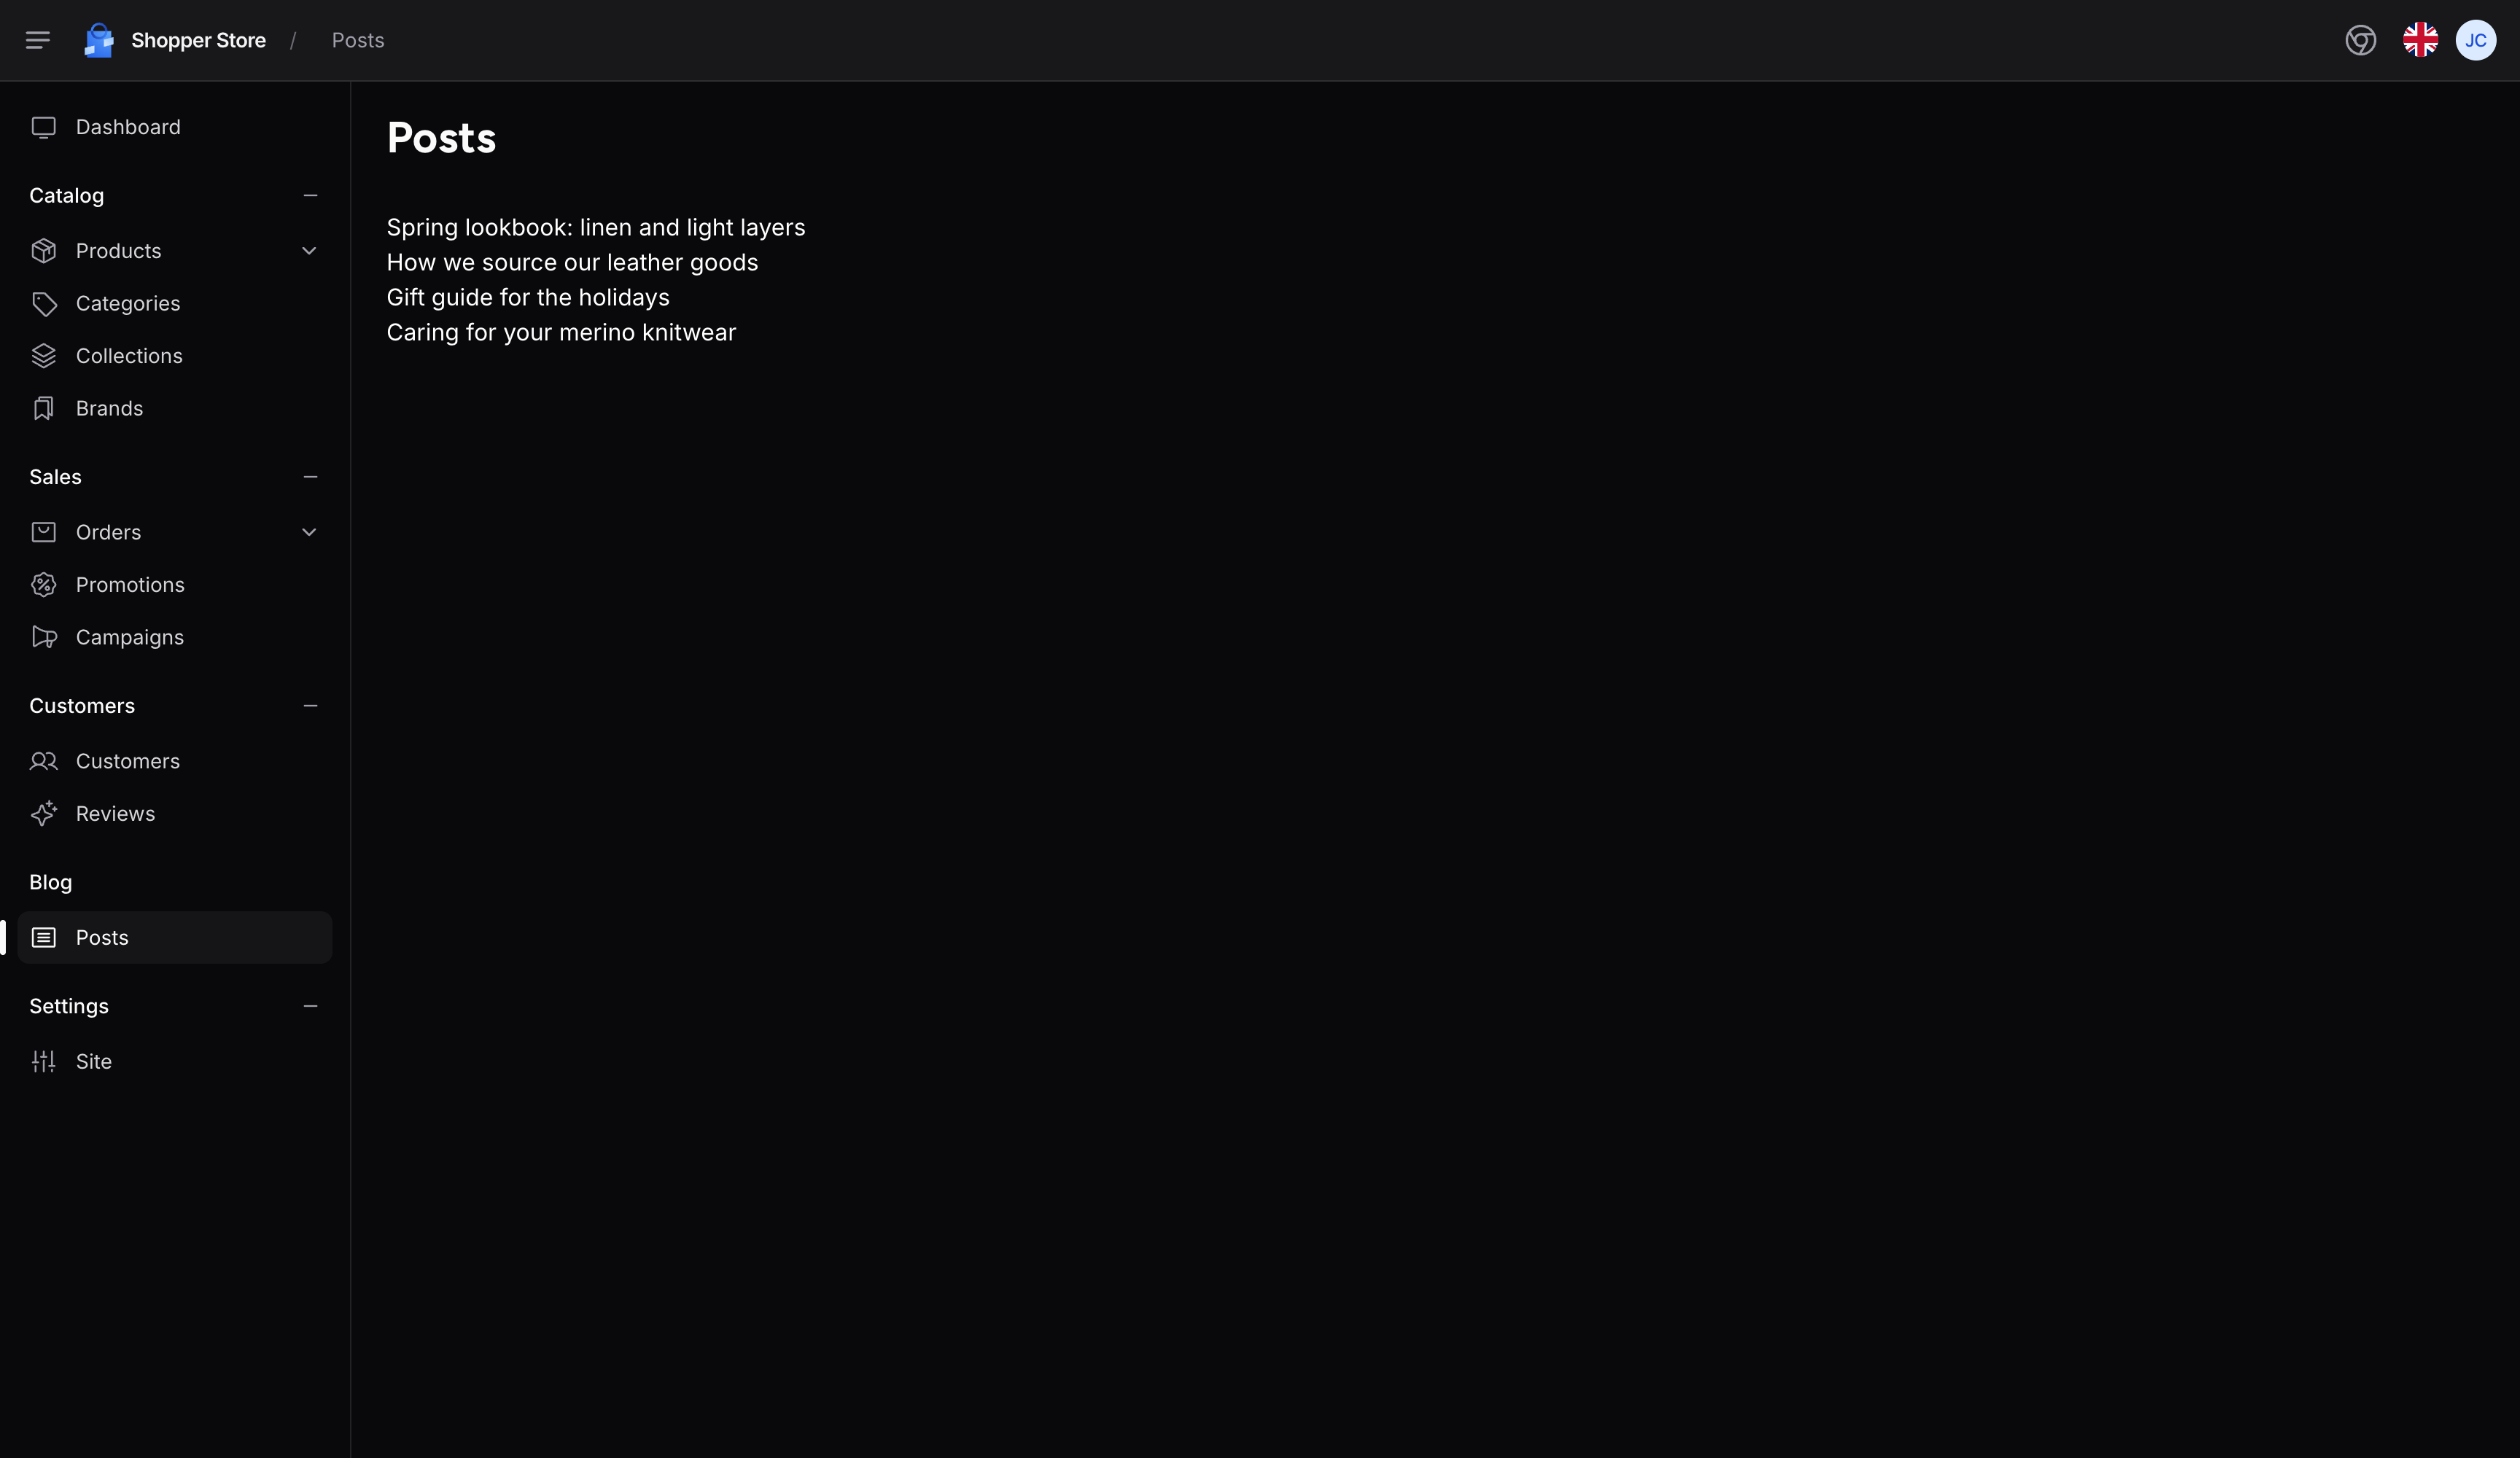 Shopper Store / Posts
JC
Dashboard
Catalog
Products
Categories
Collections
Brands
Sales
Orders
Promotions
Campaigns
Customers
Customers
Reviews
Blog
Posts
Settings
Site
Posts
Spring lookbook: linen and light layers
How we source our leather goods
Gift guide for the holidays
Caring for your merino knitwear